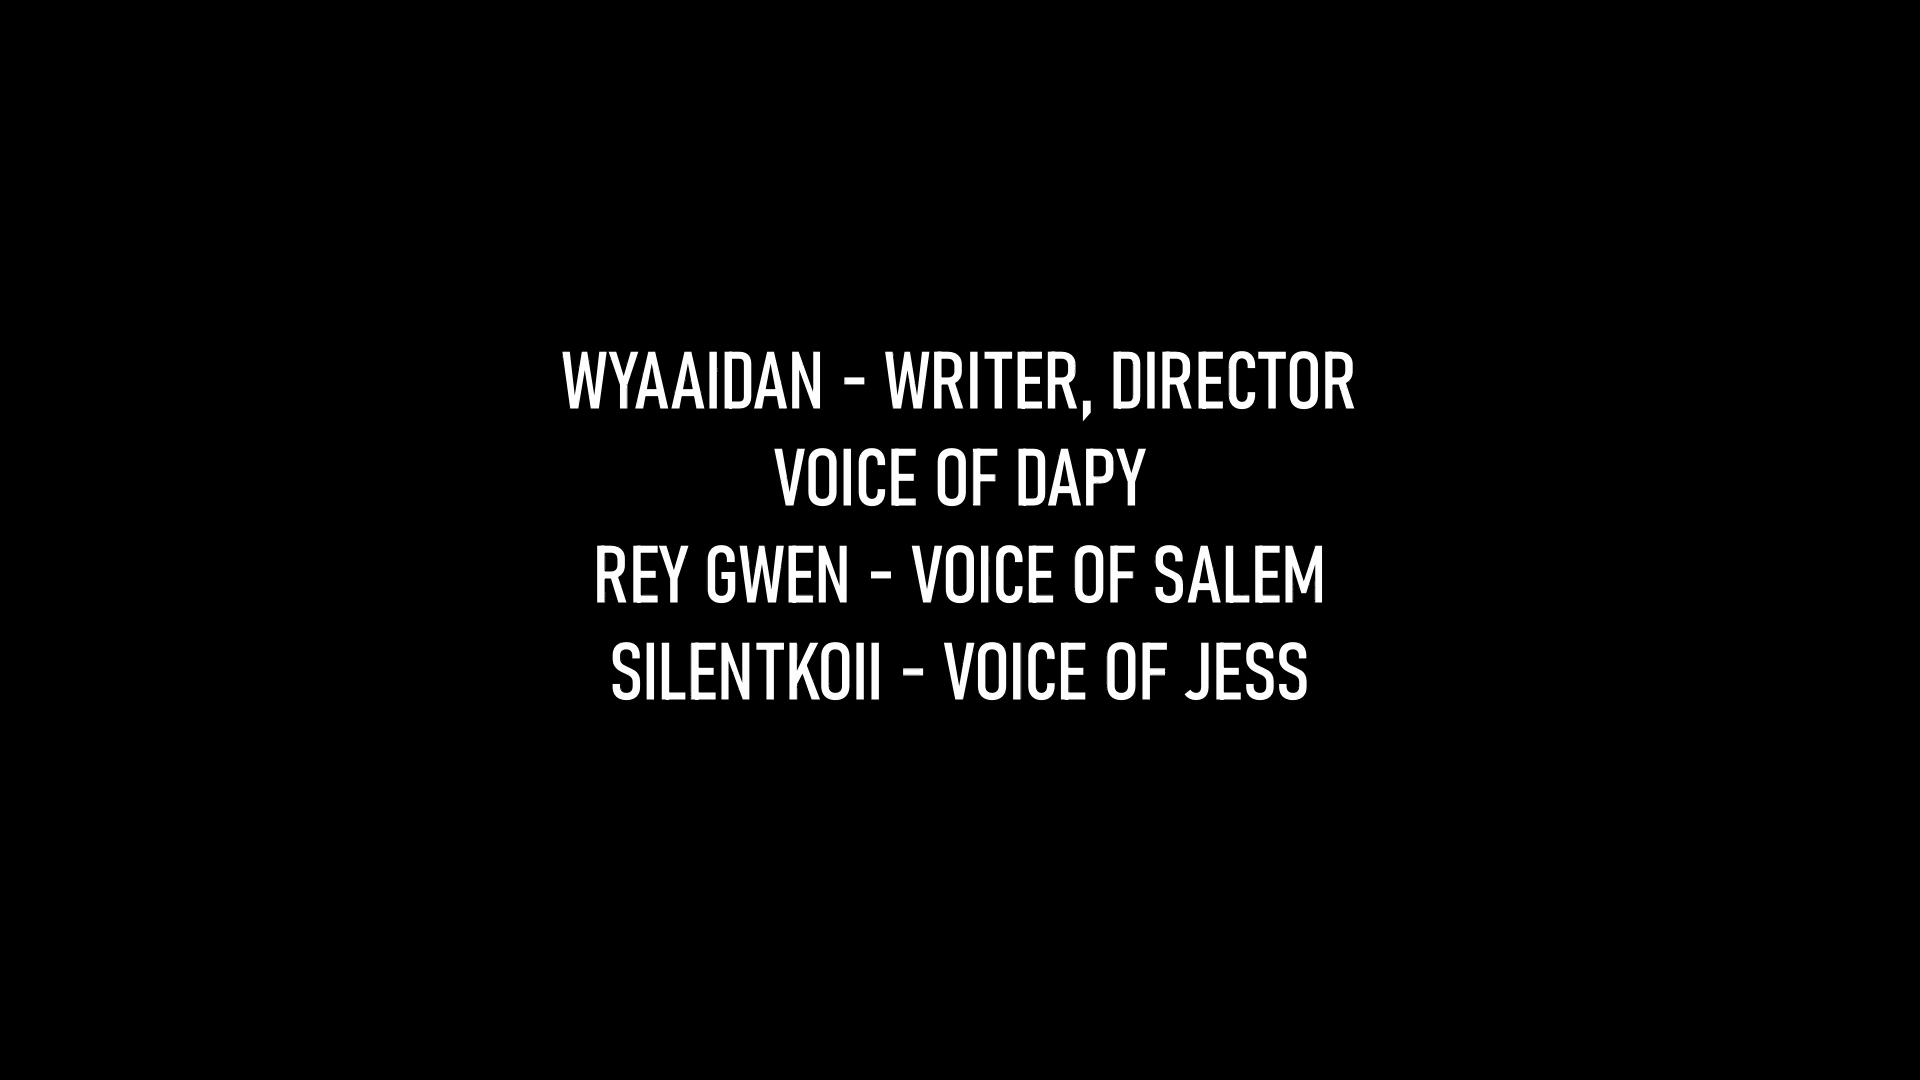 WYAAIDAN - WRITER, DIRECTOR
VOICE OF DAPY
REY GWEN - VOICE OF SALEM
SILENTKOII - VOICE OF JESS